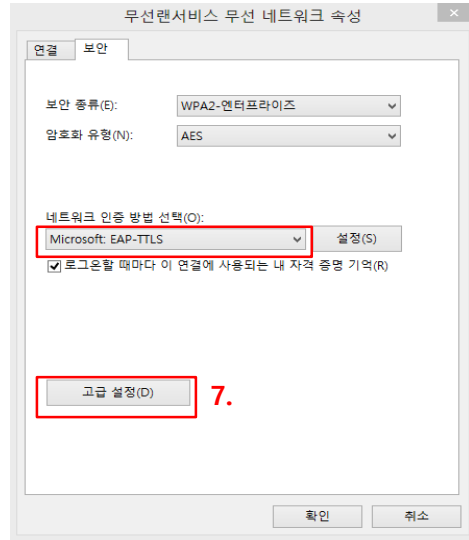 무선랜서비스 무선 네트워크 속성
연결 보안
보안 종류(E): WPA2-엔터프라이즈
암호화 유형(N): AES
네트워크 인증 방법 선택(O):
Microsoft: EAP-TTLS 설정(S)
로그온할 때마다 이 연결에 사용되는 내 자격 증명 기억(R)
고급 설정(D) 7.
확인 취소